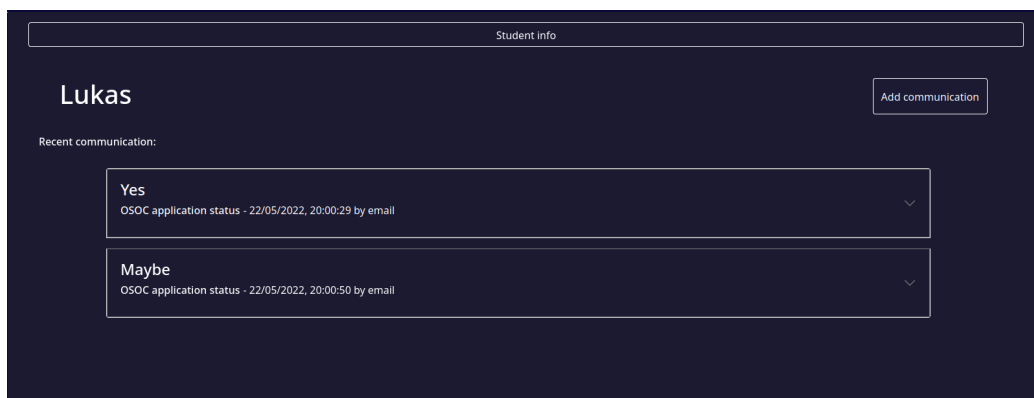 Student info
Lukas
Add communication
Recent communication:
Yes
OSOC application status - 22/05/2022, 20:00:29 by email
Maybe
OSOC application status - 22/05/2022, 20:00:50 by email